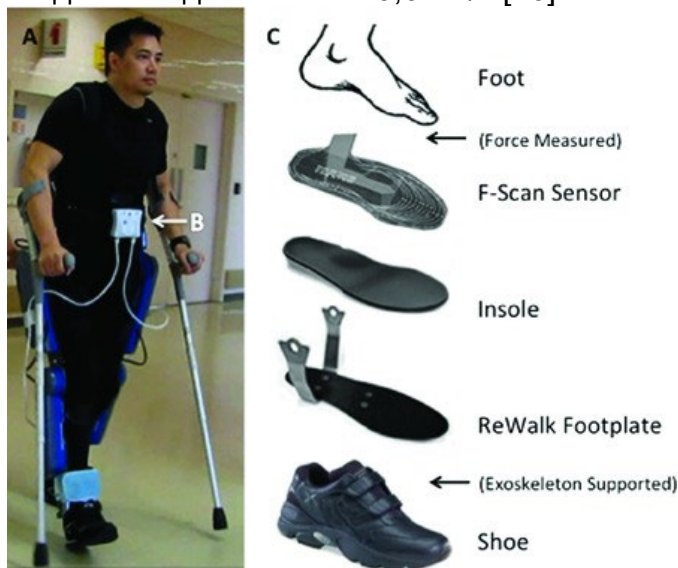 A
B
C
Foot
(Force Measured)
F-Scan Sensor
Insole
ReWalk Footplate
(Exoskeleton Supported)
Shoe